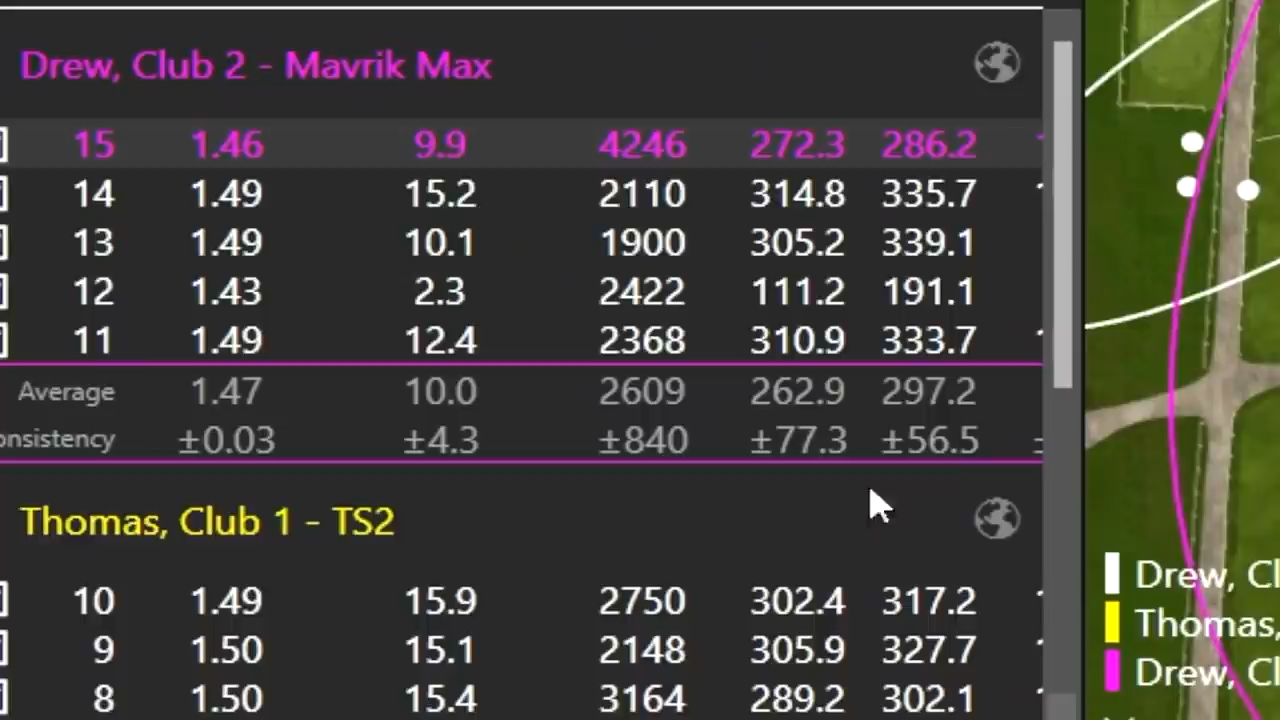 Drew, Club 2 - Mavrik Max
15 1.46 9.9 4246 272.3 286.2
14 1.49 15.2 2110 314.8 335.7
13 1.49 10.1 1900 305.2 339.1
12 1.43 2.3 2422 111.2 191.1
11 1.49 12.4 2368 310.9 333.7
Average 1.47 10.0 2609 262.9 297.2
onsistency ±0.03 ±4.3 ±840 ±77.3 ±56.5 ±
Thomas, Club 1 - TS2
10 1.49 15.9 2750 302.4 317.2
9 1.50 15.1 2148 305.9 327.7
8 1.50 15.4 3164 289.2 302.1
Drew, Cl
Thomas,
Drew, Cl